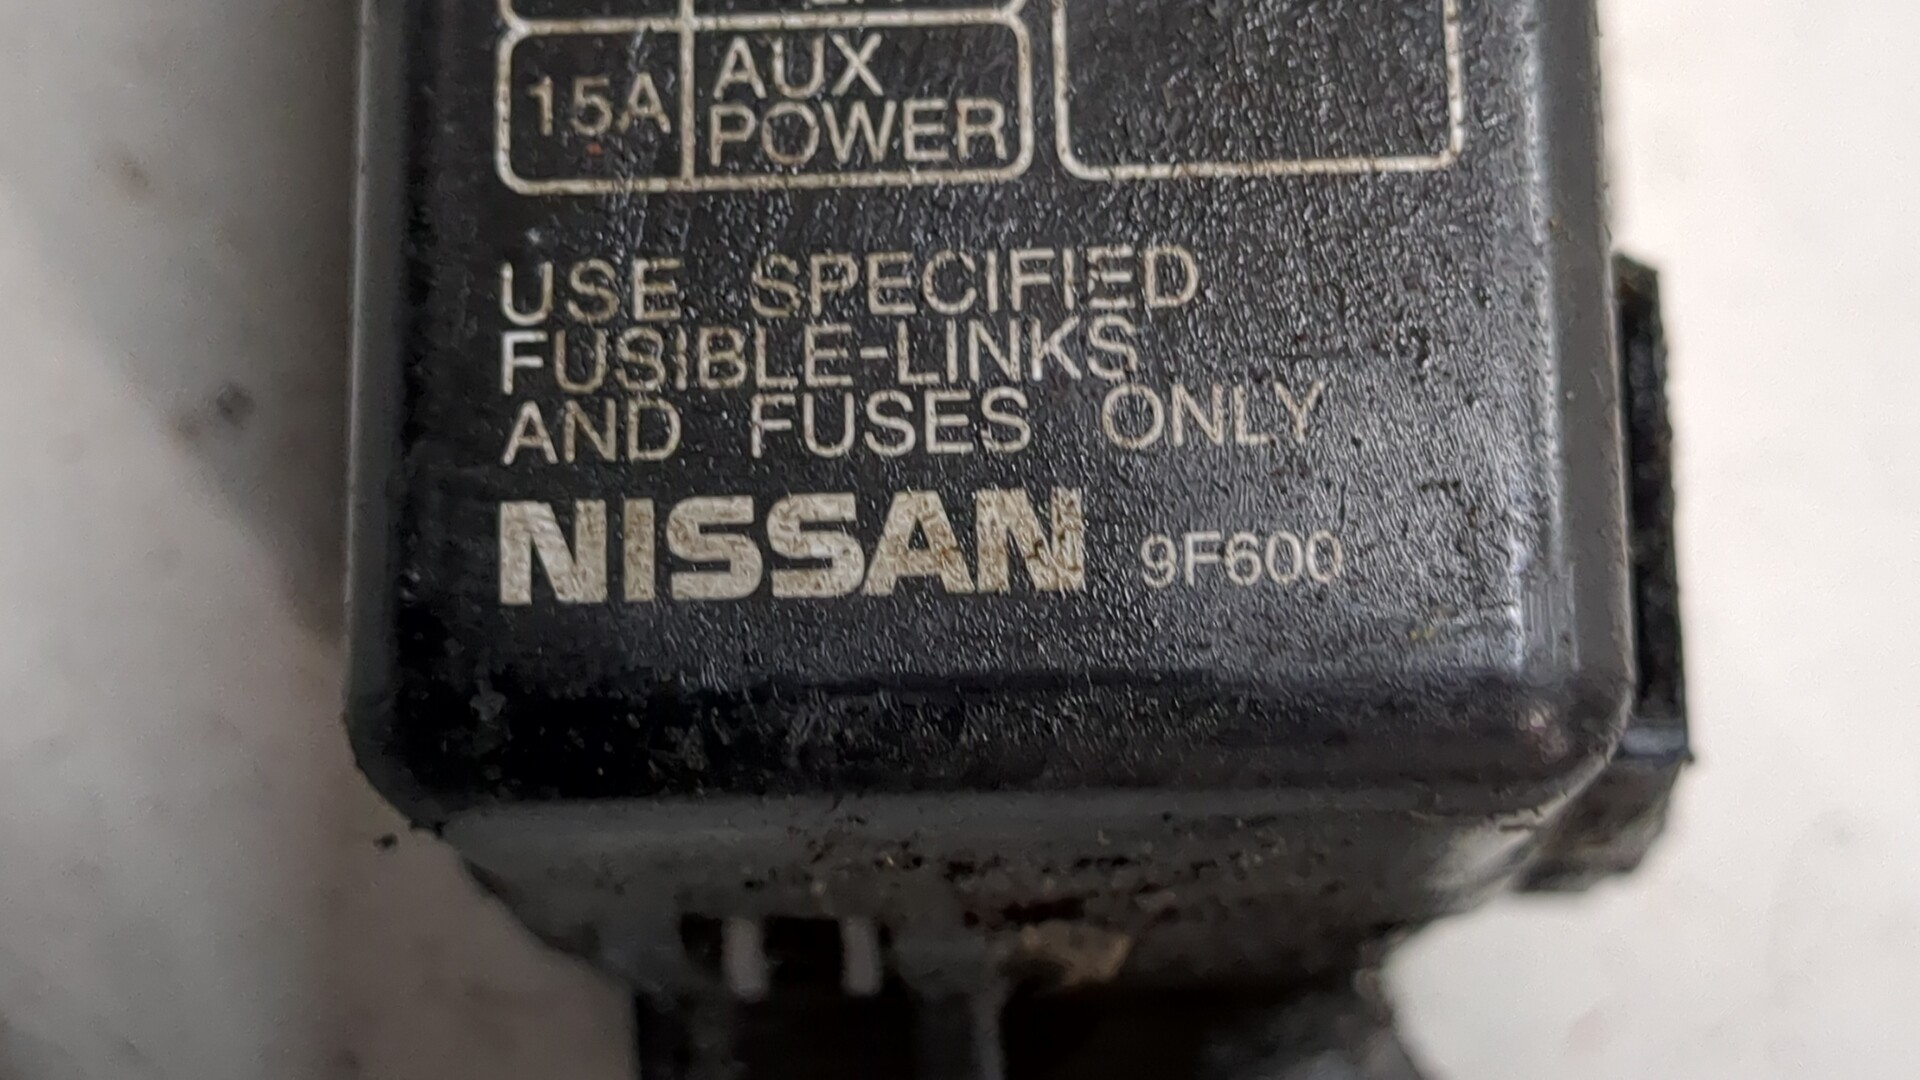 15A AUX
POWER
USE SPECIFIED
FUSIBLE-LINKS
AND FUSES ONLY
NISSAN 9F600